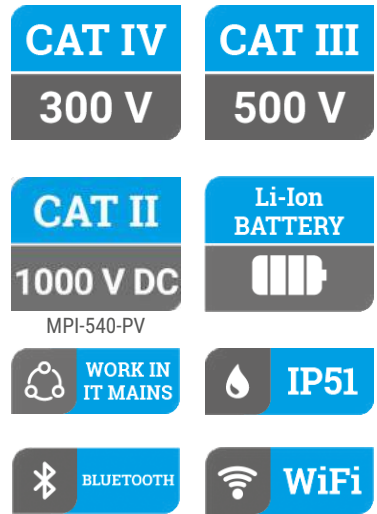 CAT IV
300 V
CAT III
500 V
CAT II
1000 V DC
MPI-540-PV
Li-Ion
BATTERY
WORK IN
IT MAINS
IP51
BLUETOOTH
WiFi